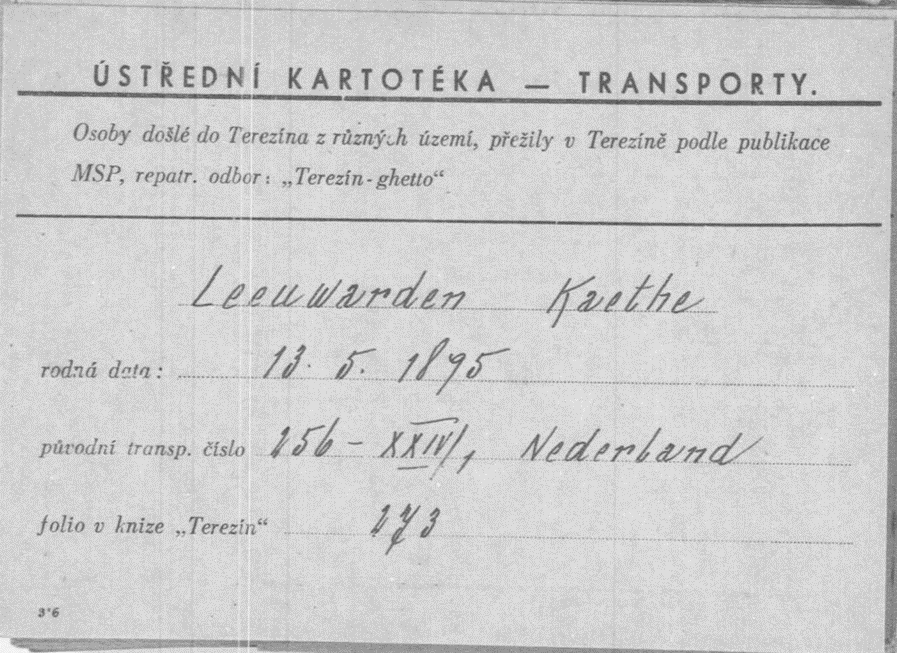 ÚSTŘEDNÍ KARTOTÉKA — TRANSPORTY.
Osoby došlé do Terezína z různých území, přežily v Terezíně podle publikace
MSP, repatr. odbor: „Terezín-ghetto“
Leeuwarden Kaethe
rodná data: 13. 5. 1895
původní transp. číslo 256 - XXIV/, Nederland
folio v knize „Terezín“ 273
3*6